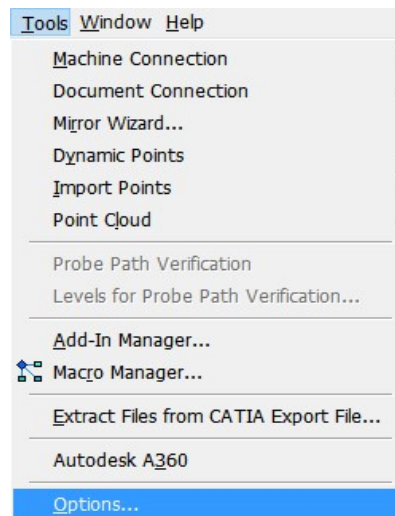 Tools Window Help
Machine Connection
Document Connection
Mirror Wizard...
Dynamic Points
Import Points
Point Cloud
Probe Path Verification
Levels for Probe Path Verification...
Add-In Manager...
Macro Manager...
Extract Files from CATIA Export File...
Autodesk A360
Options...